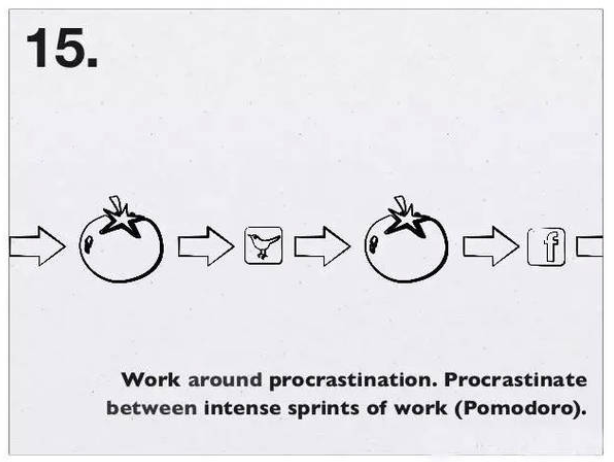 15.
f
Work around procrastination. Procrastinate
between intense sprints of work (Pomodoro).